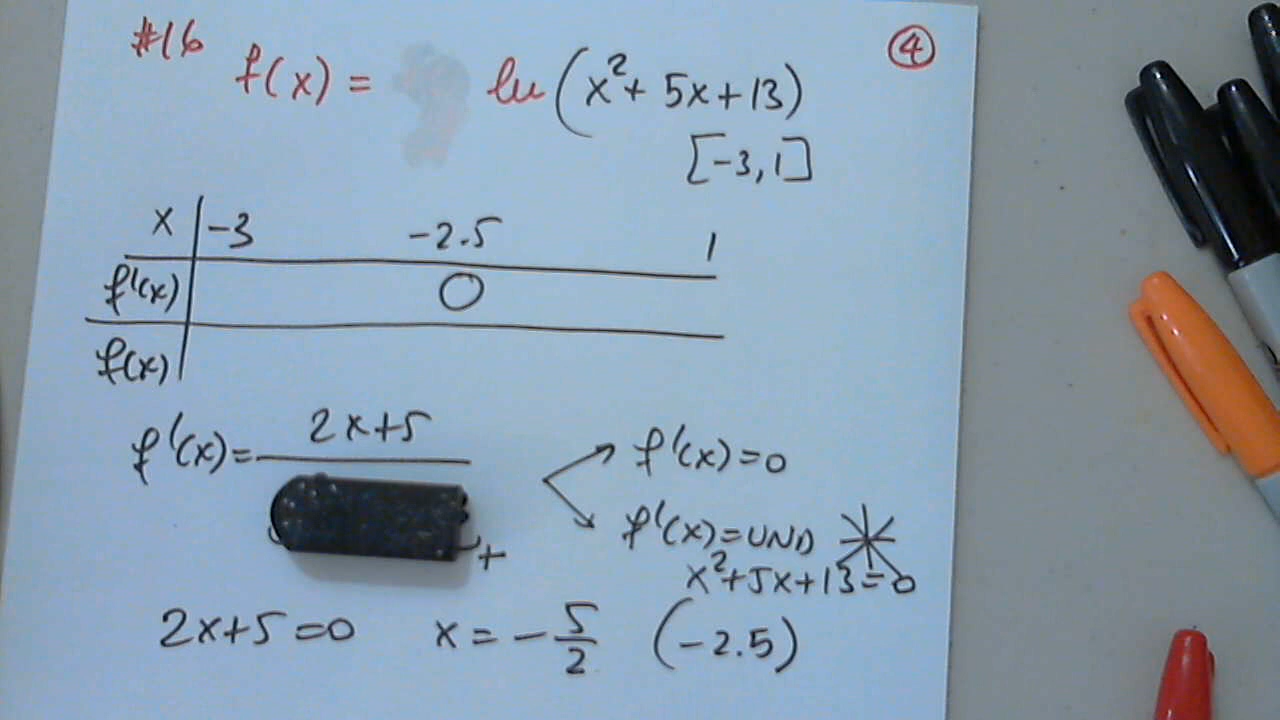 #16 f(x) = ln(x²+ 5x+13) ④
[-3, 1]
x -3 -2.5 1
f'(x) 0
f(x)
f'(x)= 2x+5
f'(x)=0
f'(x)=UND
+
x²+5x+13=0
2x+5=0 x=-5/2 (-2.5)